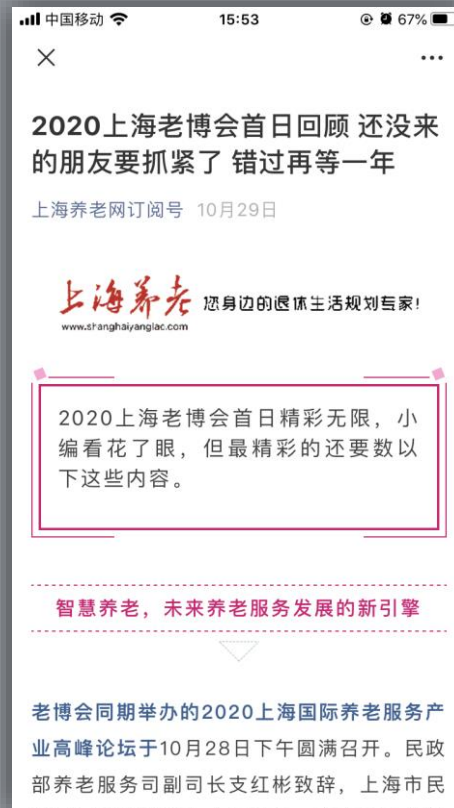 中国移动 15:53 67%
2020上海老博会首日回顾 还没来
的朋友要抓紧了 错过再等一年
上海养老网订阅号 10月29日
上海养老 您身边的退休生活规划专家!
www.shanghaiyanglao.com
2020上海老博会首日精彩无限，小
编看花了眼，但最精彩的还要数以
下这些内容。
智慧养老，未来养老服务发展的新引擎
老博会同期举办的2020上海国际养老服务产
业高峰论坛于10月28日下午圆满召开。民政
部养老服务司副司长支红彬致辞，上海市民